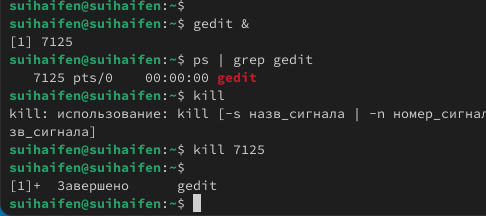 suihaifen@suihaifen:~$
suihaifen@suihaifen:~$ gedit &
[1] 7125
suihaifen@suihaifen:~$ ps | grep gedit
   7125 pts/0    00:00:00 gedit
suihaifen@suihaifen:~$ kill
kill: использование: kill [-s назв_сигнала | -n номер_сигнал
зв_сигнала]
suihaifen@suihaifen:~$ kill 7125
suihaifen@suihaifen:~$
[1]+  Завершено      gedit
suihaifen@suihaifen:~$